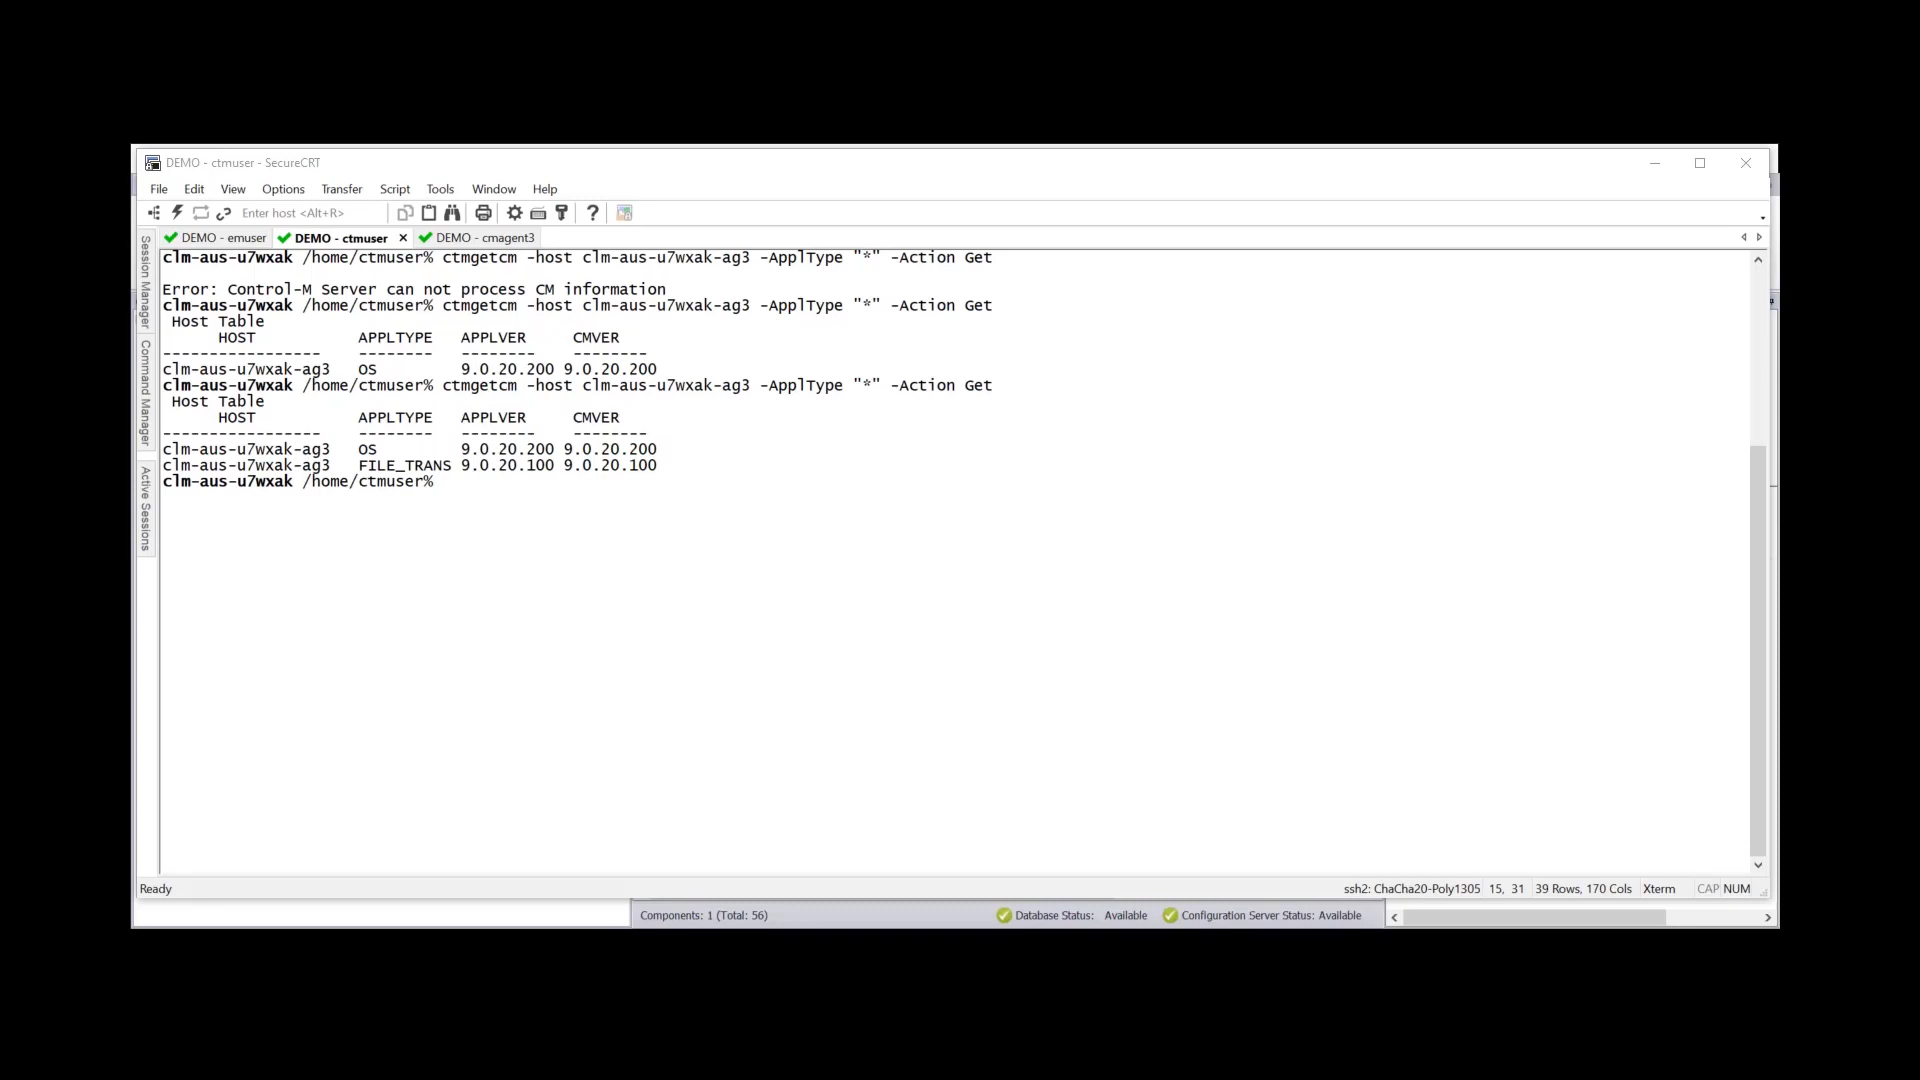 DEMO - ctmuser - SecureCRT
File Edit View Options Transfer Script Tools Window Help
Enter host <Alt+R>
DEMO - emuser DEMO - ctmuser DEMO - cmagent3
Session Manager
Command Manager
Active Sessions
clm-aus-u7wxak /home/ctmuser% ctmgetcm -host clm-aus-u7wxak-ag3 -ApplType "*" -Action Get
Error: Control-M Server can not process CM information
clm-aus-u7wxak /home/ctmuser% ctmgetcm -host clm-aus-u7wxak-ag3 -ApplType "*" -Action Get
Host Table
HOST APPLTYPE APPLVER CMVER
----------------- -------- -------- --------
clm-aus-u7wxak-ag3 OS 9.0.20.200 9.0.20.200
clm-aus-u7wxak /home/ctmuser% ctmgetcm -host clm-aus-u7wxak-ag3 -ApplType "*" -Action Get
Host Table
HOST APPLTYPE APPLVER CMVER
----------------- -------- -------- --------
clm-aus-u7wxak-ag3 OS 9.0.20.200 9.0.20.200
clm-aus-u7wxak-ag3 FILE_TRANS 9.0.20.100 9.0.20.100
clm-aus-u7wxak /home/ctmuser%
Ready ssh2: ChaCha20-Poly1305 15, 31 39 Rows, 170 Cols Xterm CAP NUM
Components: 1 (Total: 56) Database Status: Available Configuration Server Status: Available